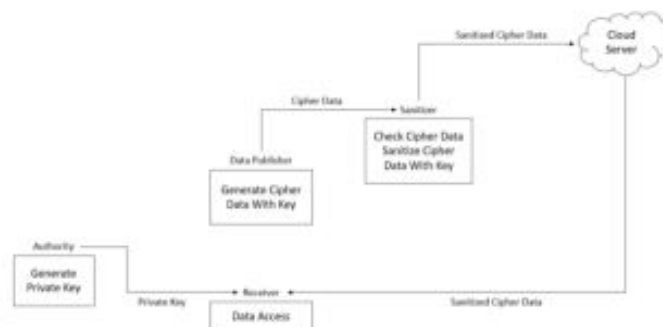 Sanitized Cipher Data
Cloud
Server
Cipher Data
Sanitizer
Check Cipher Data
Sanitize Cipher
Data With Key
Data Publisher
Generate Cipher
Data With Key
Authority
Generate
Private Key
Private Key
Receiver
Sanitized Cipher Data
Data Access